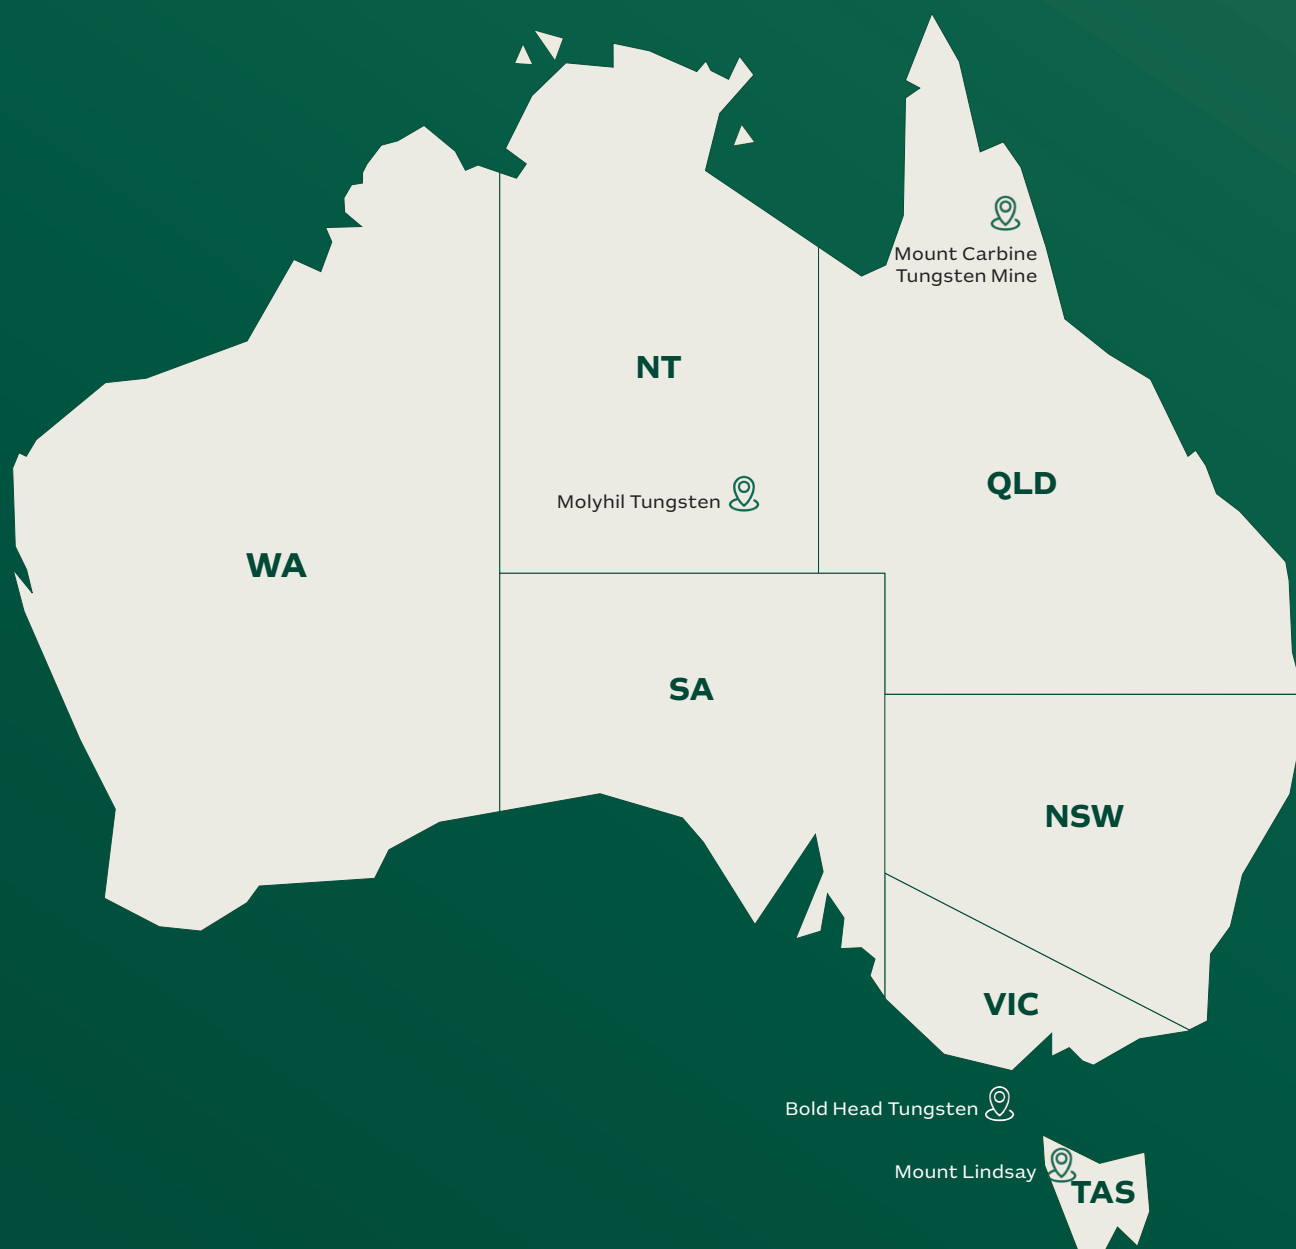 Mount Carbine
Tungsten Mine
NT
QLD
Molyhil Tungsten
WA
SA
NSW
VIC
Bold Head Tungsten
Mount Lindsay
TAS